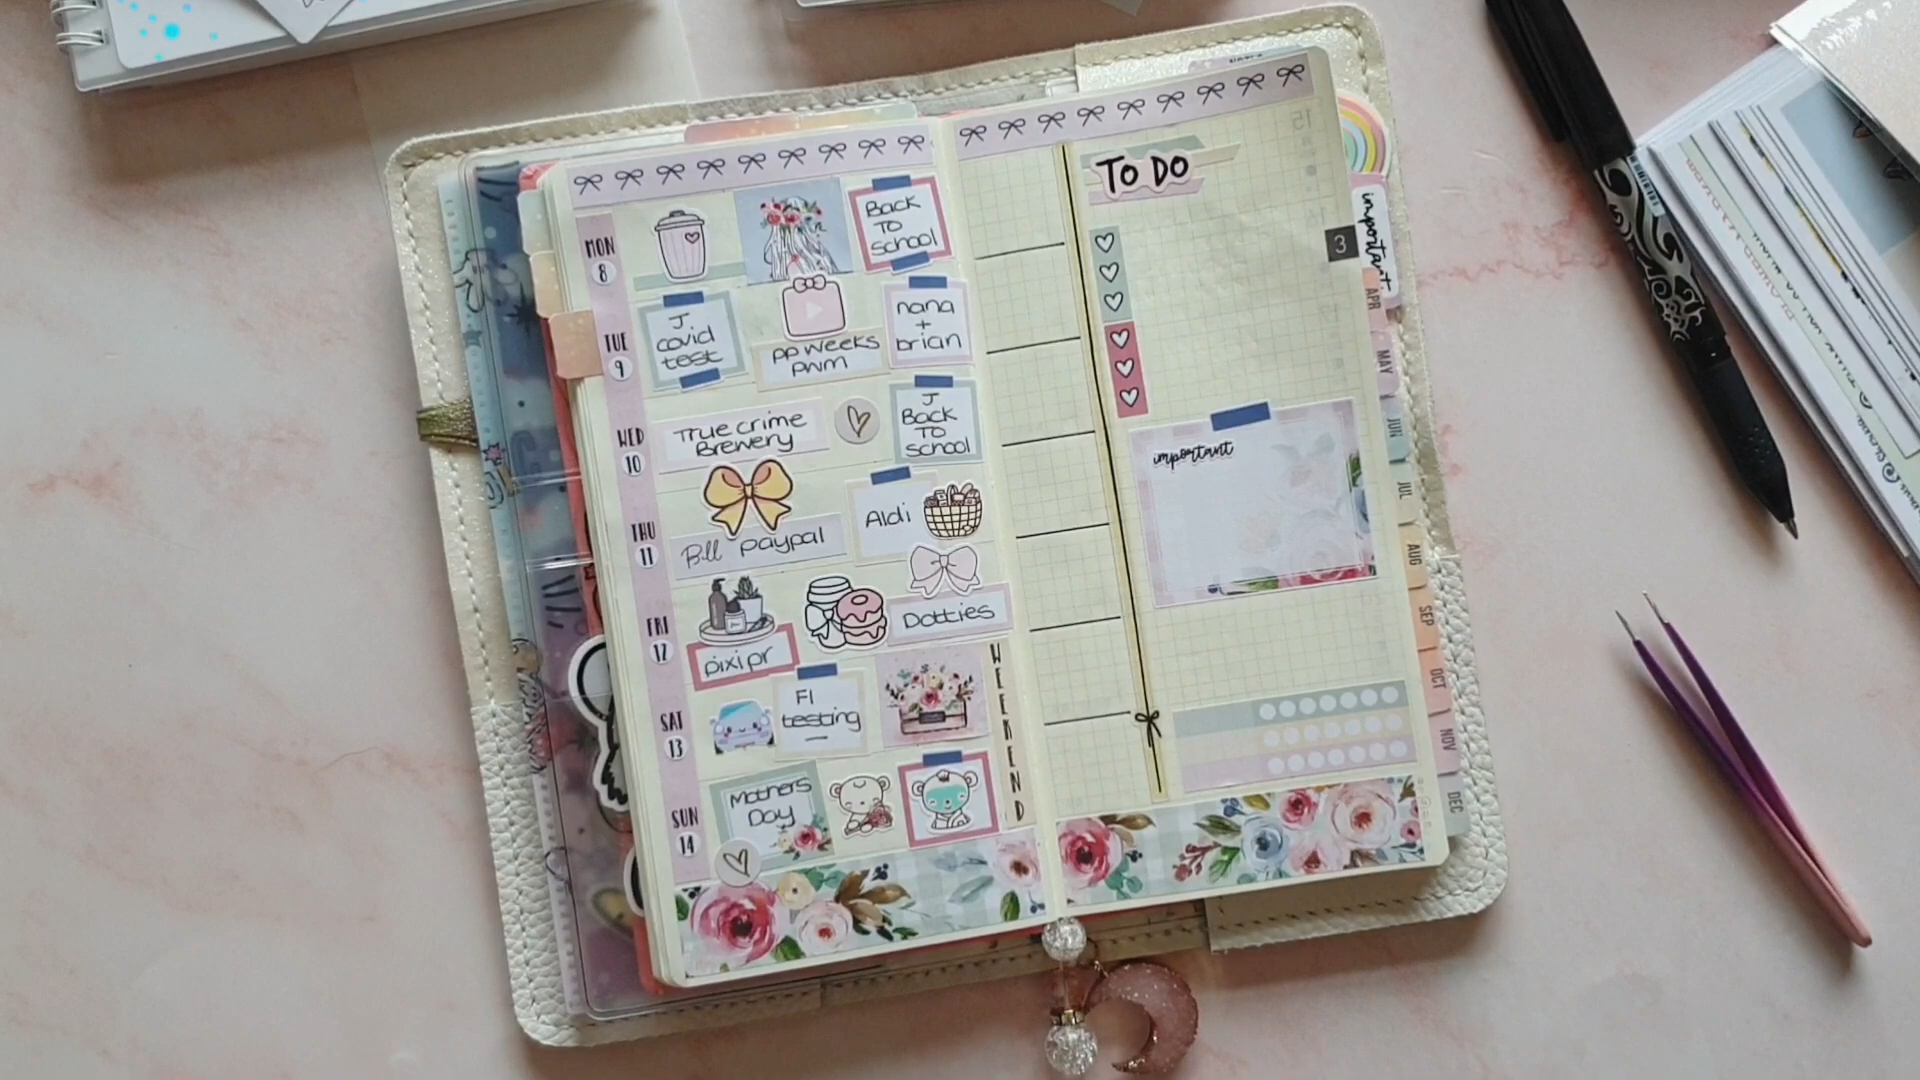 MON
8
Back
TO
school
TUE
9
J
covid
test
PP weeks
PWM
nana
+
brian
WED
10
True crime
Brewery
J
Back
TO
school
THU
11
Bill paypal
Aldi
FRI
12
pixi pr
Dotties
SAT
13
F1
testing
WEEKEND
SUN
14
Mothers
Day
TO DO
important
3
important
APR
MAY
JUN
JUL
AUG
SEP
OCT
NOV
DEC